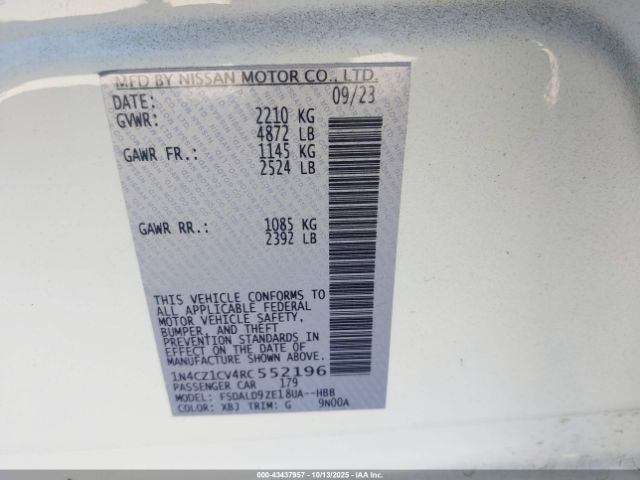 MFD BY NISSAN MOTOR CO., LTD.
DATE: 09/23
GVWR: 2210 KG
4872 LB
GAWR FR.: 1145 KG
2524 LB
GAWR RR.: 1085 KG
2392 LB
THIS VEHICLE CONFORMS TO
ALL APPLICABLE FEDERAL
MOTOR VEHICLE SAFETY,
BUMPER, AND THEFT
PREVENTION STANDARDS IN
EFFECT ON THE DATE OF
MANUFACTURE SHOWN ABOVE.
1N4CZ1CV4RC552196
PASSENGER CAR 179
MODEL: FSDALD9ZE18UA--HBB
COLOR: XBJ TRIM: G 9N00A
000-43437957 - 10/13/2025 - IAAI.COM